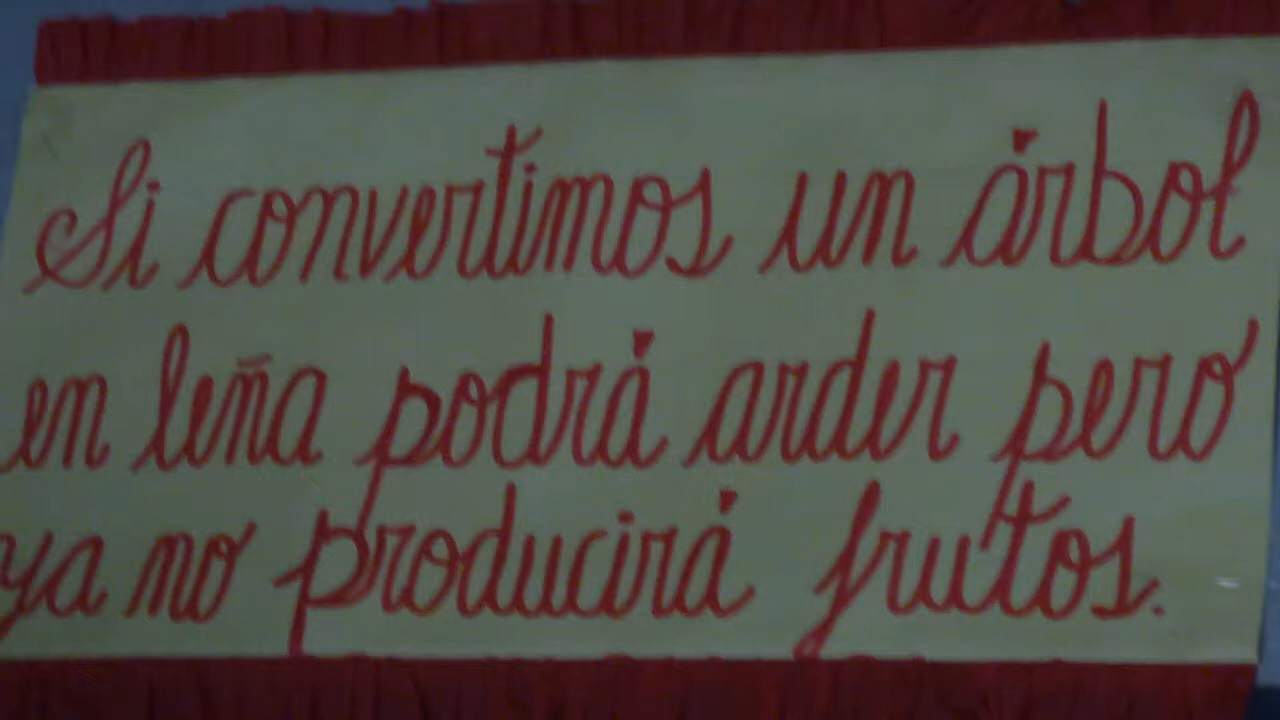 Si convertimos un árbol
en leña podrá arder pero
ya no producirá frutos.